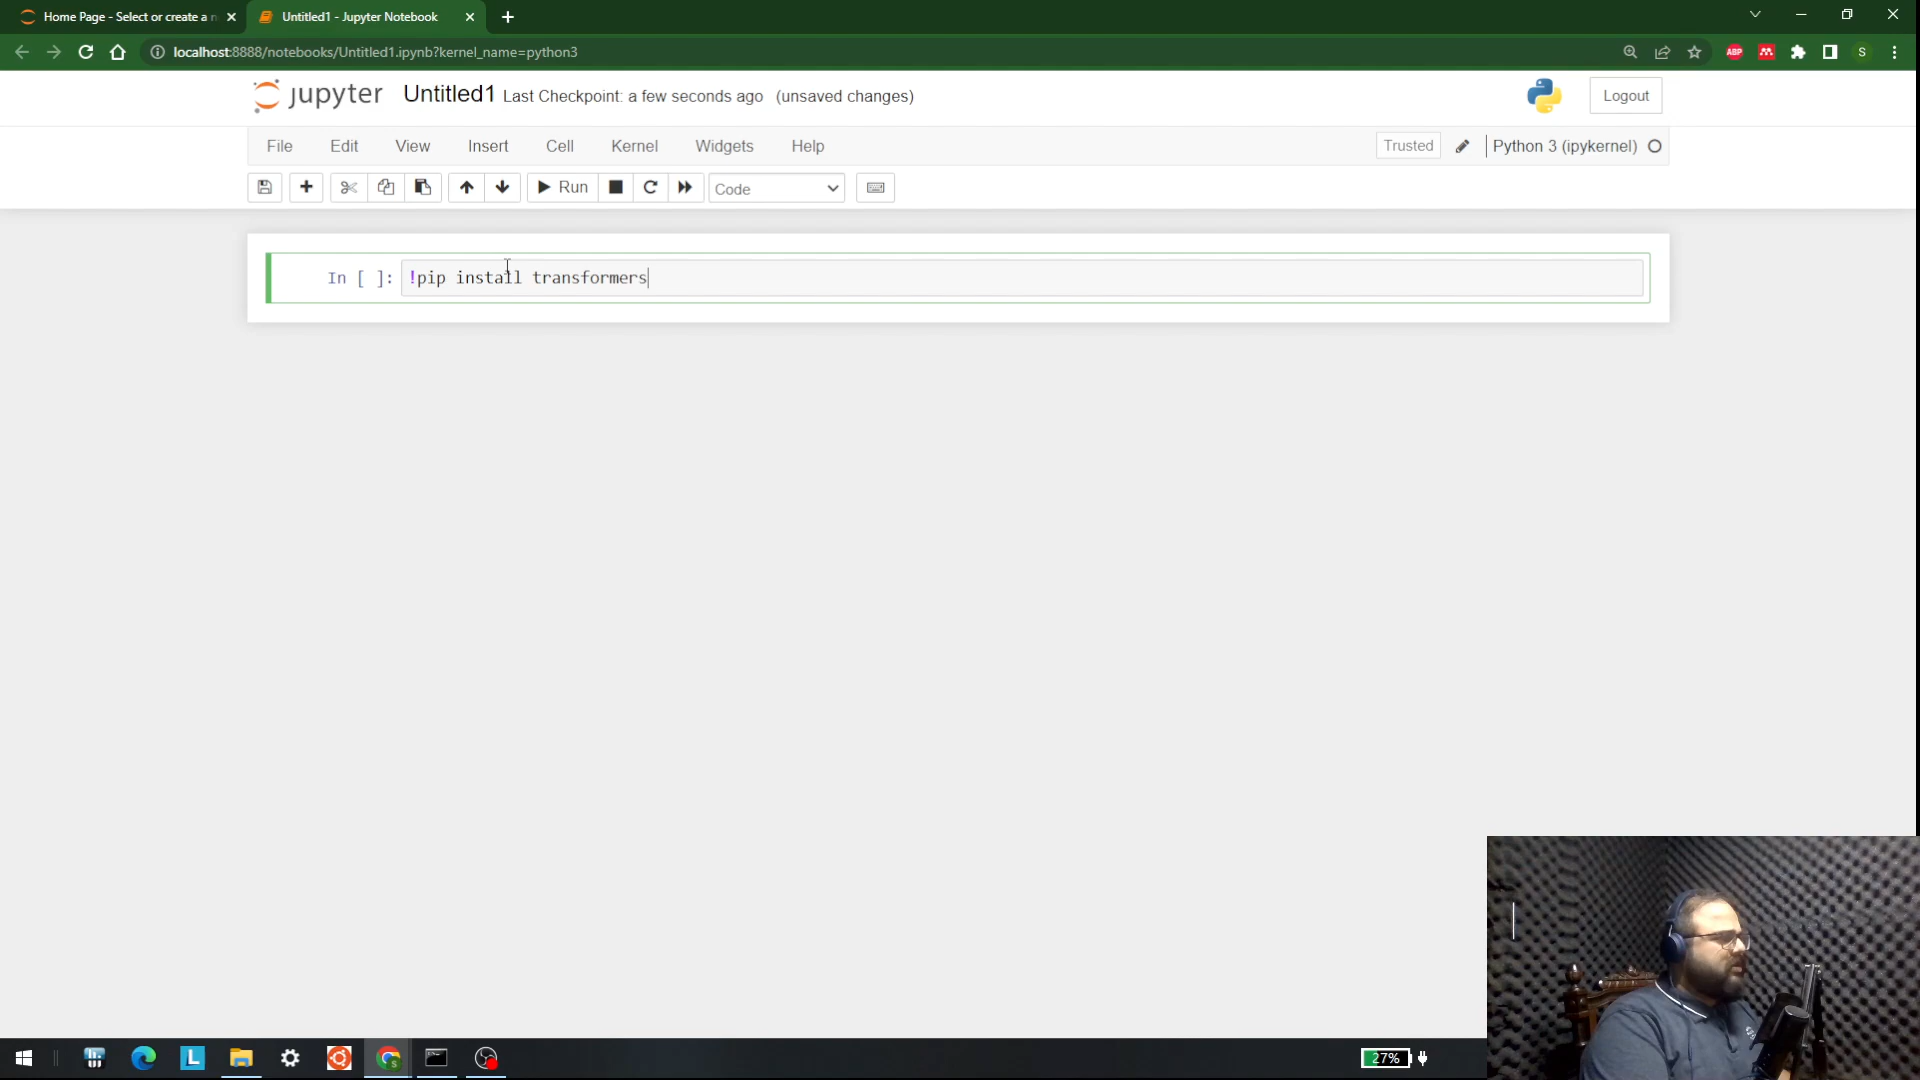 Home Page - Select or create a n
Untitled1 - Jupyter Notebook
localhost:8888/notebooks/Untitled1.ipynb?kernel_name=python3
ABP
S
jupyter Untitled1 Last Checkpoint: a few seconds ago (unsaved changes)
Logout
File Edit View Insert Cell Kernel Widgets Help
Trusted
Python 3 (ipykernel)
Run
Code
In [ ]: !pip install transformers
L
27%